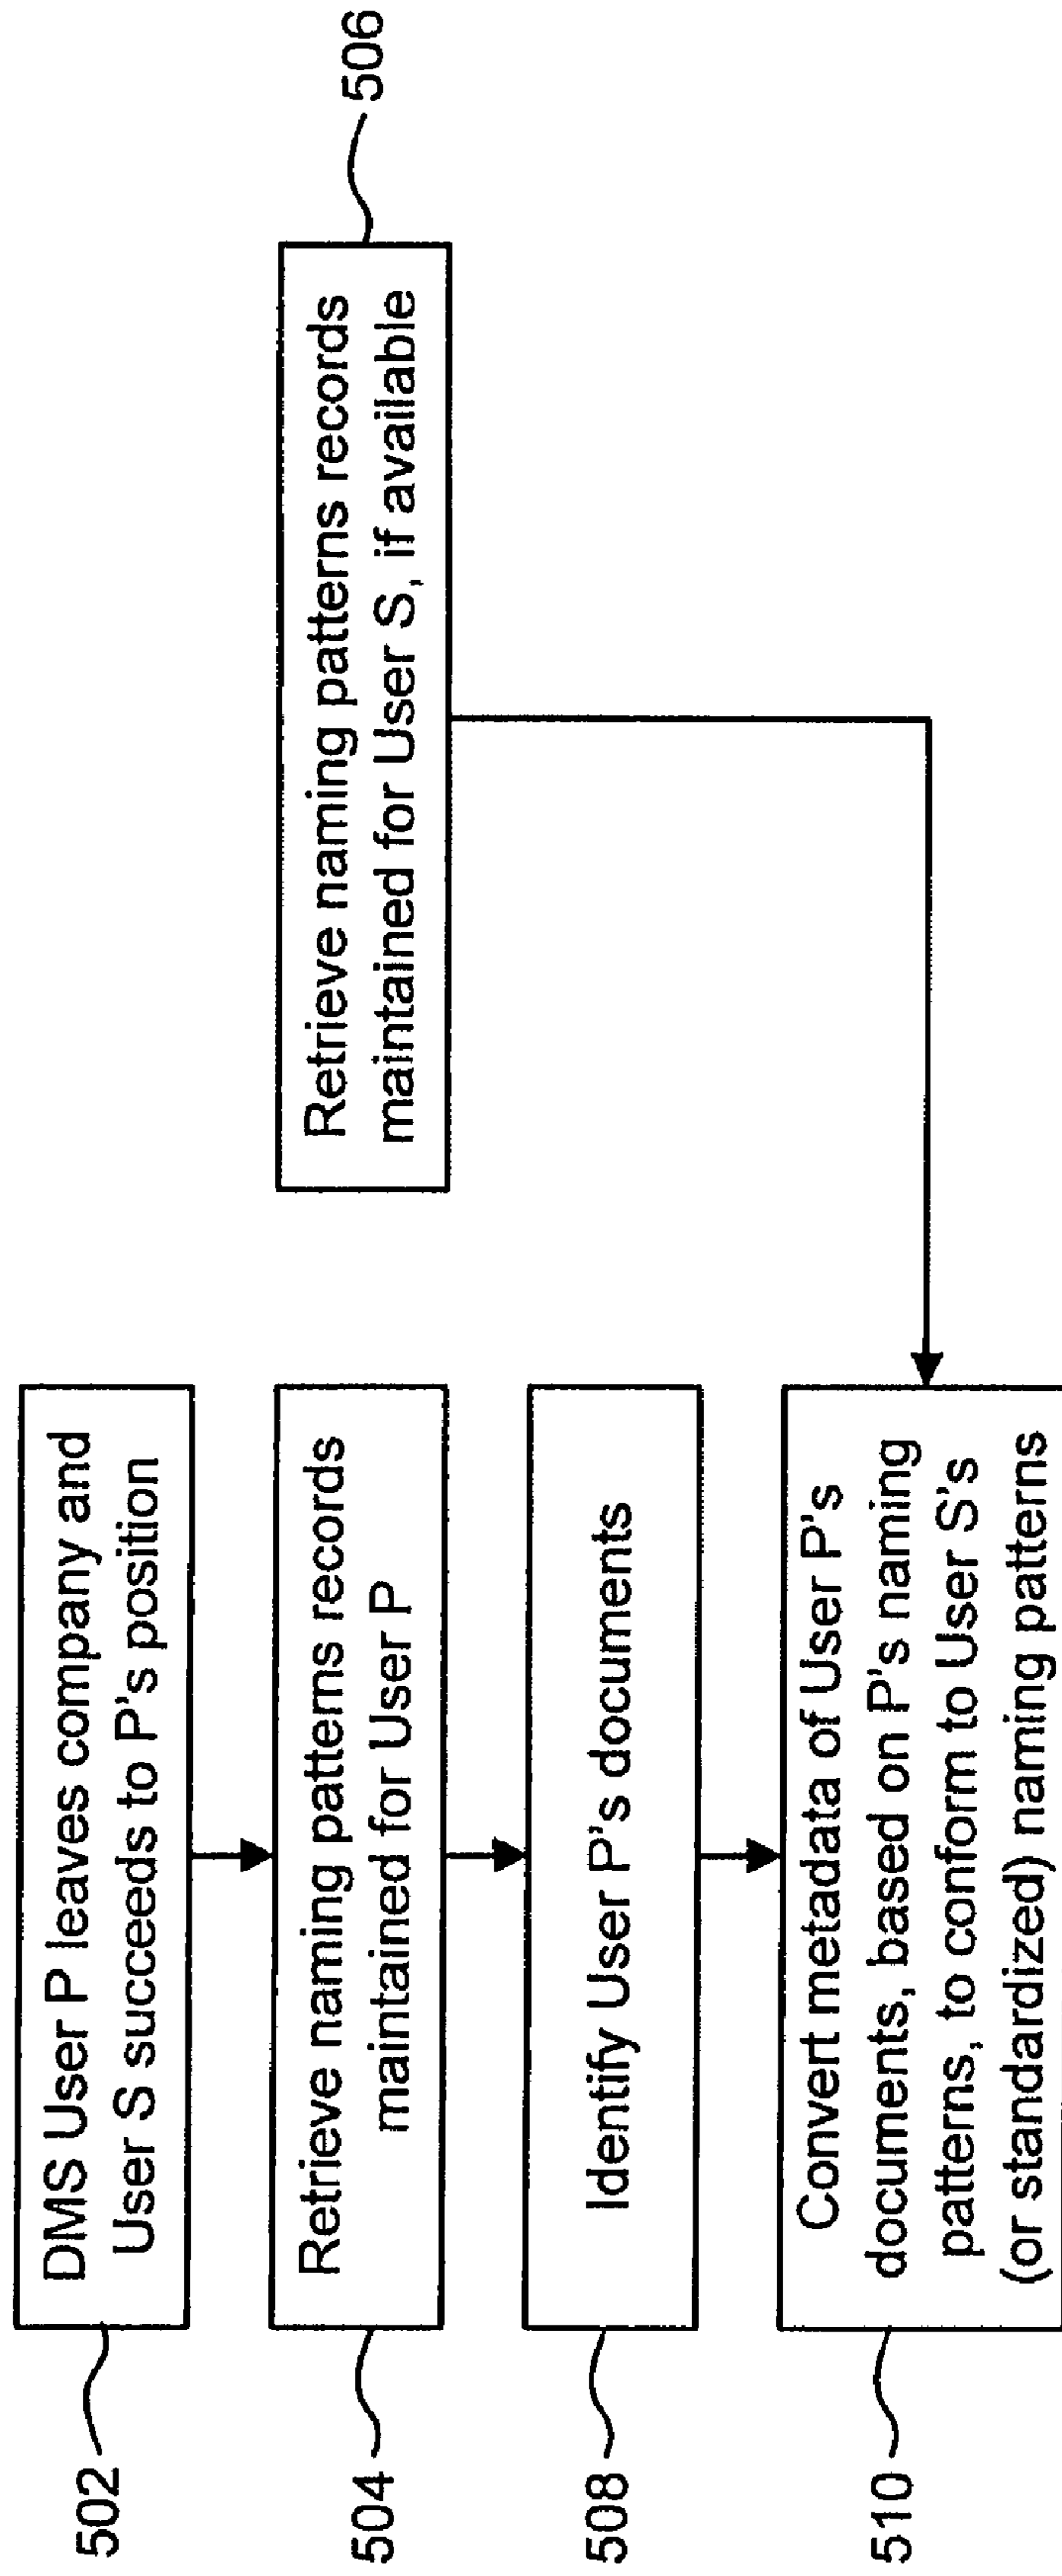 502
DMS User P leaves company and
User S succeeds to P's position
504
Retrieve naming patterns records
maintained for User P
506
Retrieve naming patterns records
maintained for User S, if available
508
Identify User P's documents
510
Convert metadata of User P's
documents, based on P's naming
patterns, to conform to User S's
(or standardized) naming patterns